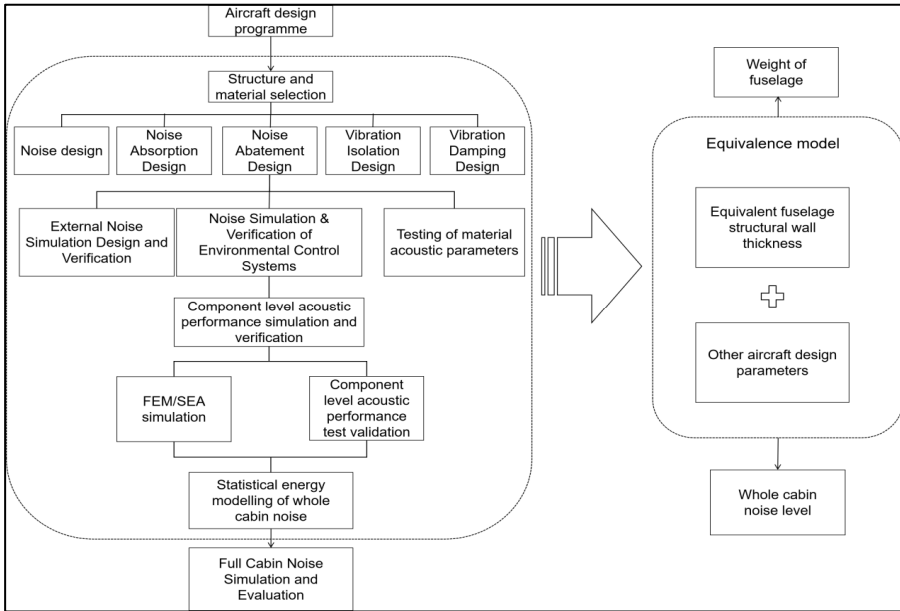 Aircraft design
programme
Structure and
material selection
Noise design
Noise
Absorption
Design
Noise
Abatement
Design
Vibration
Isolation Design
Vibration
Damping
Design
External Noise
Simulation Design and
Verification
Noise Simulation &
Verification of
Environmental Control
Systems
Testing of material
acoustic parameters
Component level acoustic
performance simulation and
verification
FEM/SEA
simulation
Component
level acoustic
performance
test validation
Statistical energy
modelling of whole
cabin noise
Full Cabin Noise
Simulation and
Evaluation
Weight of
fuselage
Equivalence model
Equivalent fuselage
structural wall
thickness
Other aircraft design
parameters
Whole cabin
noise level